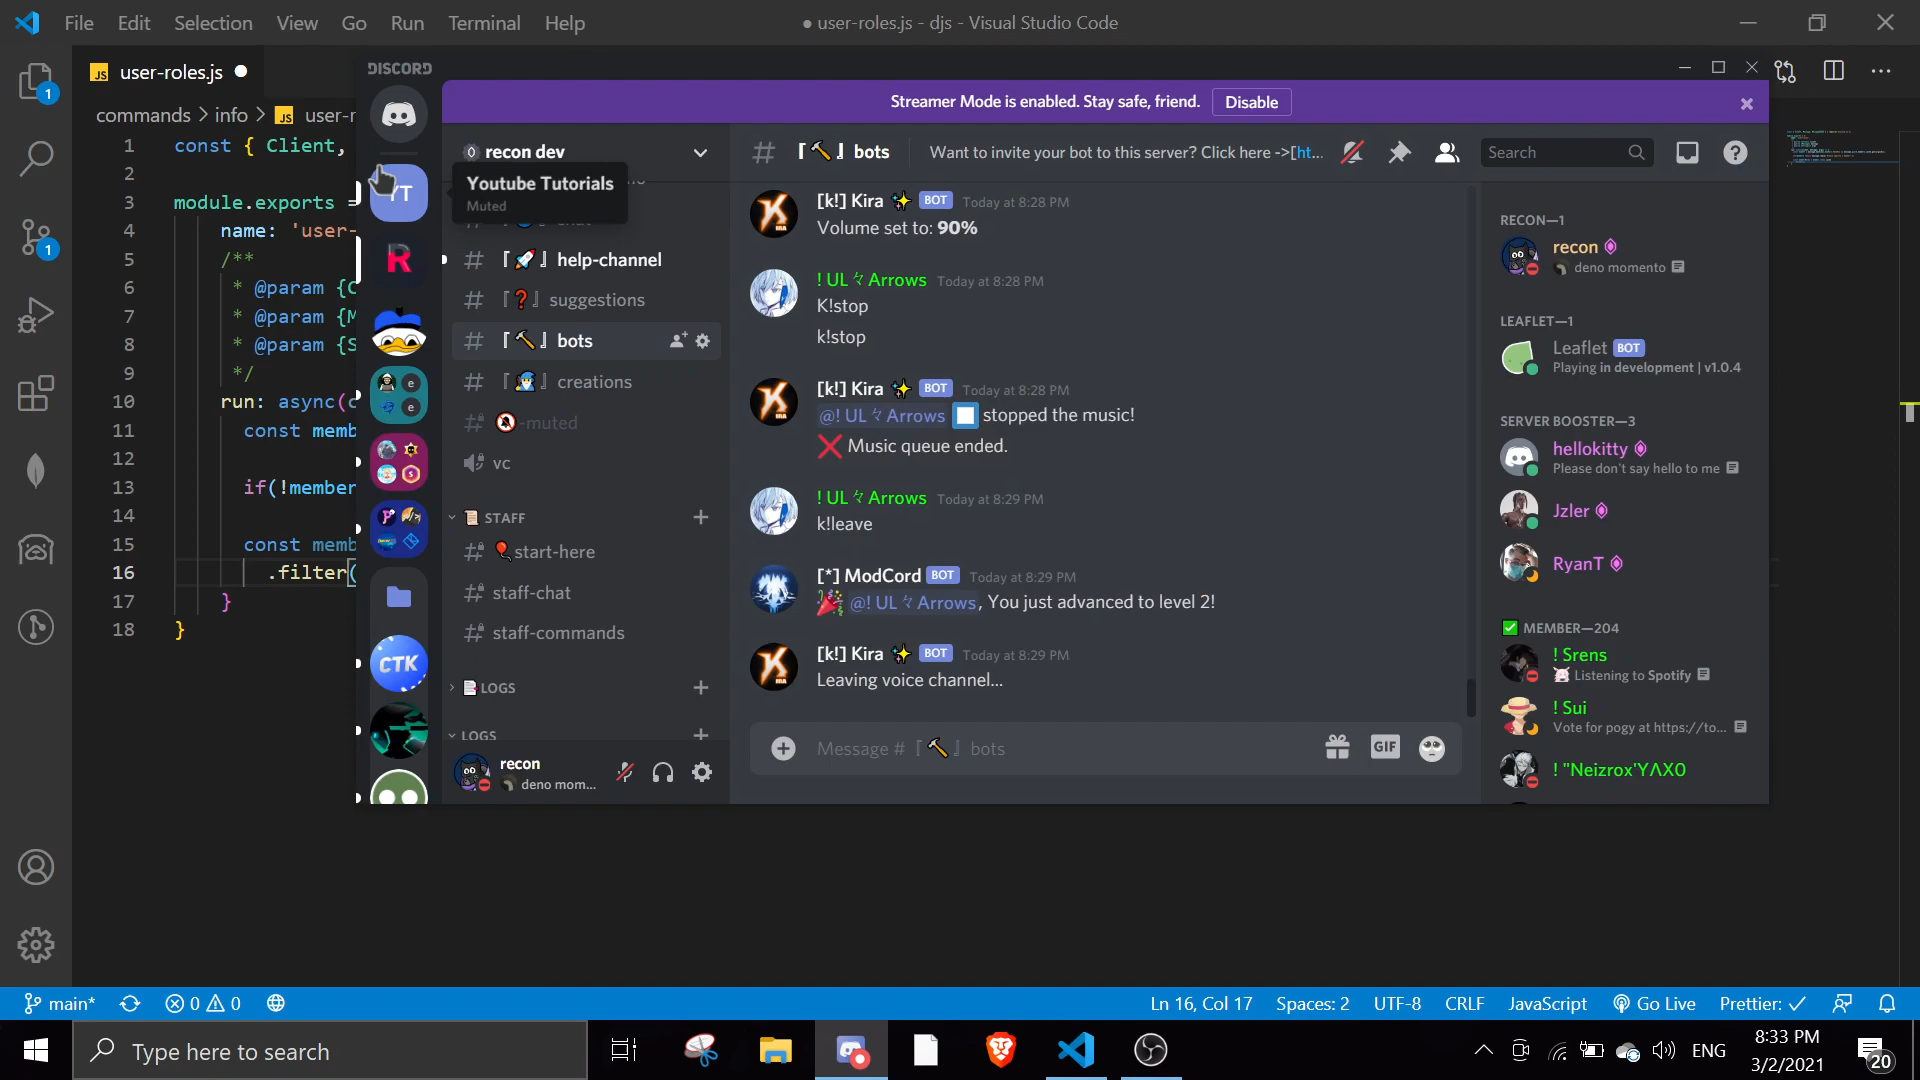 File Edit Selection View Go Run Terminal Help
● user-roles.js - djs - Visual Studio Code
JS user-roles.js ●
commands > info > JS user-r
1 const { Client,
2
3 module.exports =
4 name: 'user-
5 /**
6 * @param {C
7 * @param {M
8 * @param {S
9 */
10 run: async(c
11 const memb
12
13 if(!member
14
15 const memb
16 .filter(
17 }
18 }
DISCORD
Streamer Mode is enabled. Stay safe, friend. Disable
recon dev
YT
Youtube Tutorials
Muted
R
CTK
# 『🚀』help-channel
# 『❓』suggestions
# 『🔨』bots
# 『』creations
# -muted
vc
STAFF
# 🎈start-here
# staff-chat
# staff-commands
LOGS
LOGS
recon
deno mom...
# 『🔨』bots
Want to invite your bot to this server? Click here ->[ht...
Search
[k!] Kira ✨ BOT Today at 8:28 PM
Volume set to: 90%
! UL々Arrows Today at 8:28 PM
K!stop
k!stop
[k!] Kira ✨ BOT Today at 8:28 PM
@! UL々Arrows stopped the music!
❌ Music queue ended.
! UL々Arrows Today at 8:29 PM
k!leave
[*] ModCord BOT Today at 8:29 PM
🎉 @! UL々Arrows, You just advanced to level 2!
[k!] Kira ✨ BOT Today at 8:29 PM
Leaving voice channel...
Message #『🔨』bots
GIF
RECON—1
recon
deno momento
LEAFLET—1
Leaflet BOT
Playing in development | v1.0.4
SERVER BOOSTER—3
hellokitty
Please don't say hello to me
Jzler
RyanT
✅ MEMBER—204
! Srens
Listening to Spotify
! Sui
Vote for pogy at https://to...
! "Neizrox'YΛXO
main* ⊗ 0 ⚠ 0
Ln 16, Col 17 Spaces: 2 UTF-8 CRLF JavaScript Go Live Prettier: ✓
Type here to search
ENG
8:33 PM
3/2/2021
20